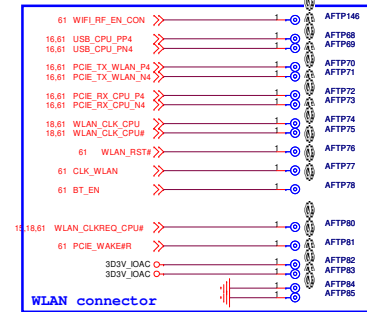 61 WIFI_RF_EN_CON 1 AFTP146
16,61 USB_CPU_PP4 1 AFTP68
16,61 USB_CPU_PN4 1 AFTP69
16,61 PCIE_TX_WLAN_P4 1 AFTP70
16,61 PCIE_TX_WLAN_N4 1 AFTP71
16,61 PCIE_RX_CPU_P4 1 AFTP72
16,61 PCIE_RX_CPU_N4 1 AFTP73
18,61 WLAN_CLK_CPU 1 AFTP74
18,61 WLAN_CLK_CPU# 1 AFTP75
61 WLAN_RST# 1 AFTP76
61 CLK_WLAN 1 AFTP77
61 BT_EN 1 AFTP78
15,18,61 WLAN_CLKREQ_CPU# 1 AFTP80
61 PCIE_WAKE#R 1 AFTP81
3D3V_IOAC 1 AFTP82
3D3V_IOAC 1 AFTP83
1 AFTP84
1 AFTP85
WLAN connector